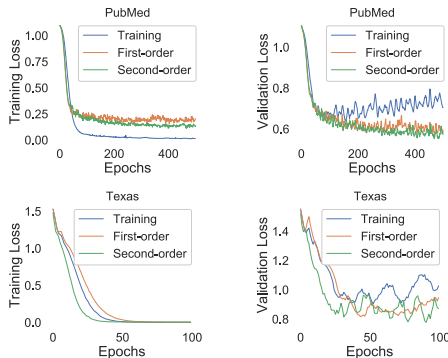 PubMed
Training Loss
1.00
0.75
0.50
0.25
0.00
Training
First-order
Second-order
0
200
400
Epochs
PubMed
Validation Loss
1.0
0.8
0.6
Training
First-order
Second-order
0
200
400
Epochs
Texas
Training Loss
1.5
1.0
0.5
0.0
Training
First-order
Second-order
0
50
100
Epochs
Texas
Validation Loss
1.4
1.2
1.0
0.8
Training
First-order
Second-order
0
50
100
Epochs